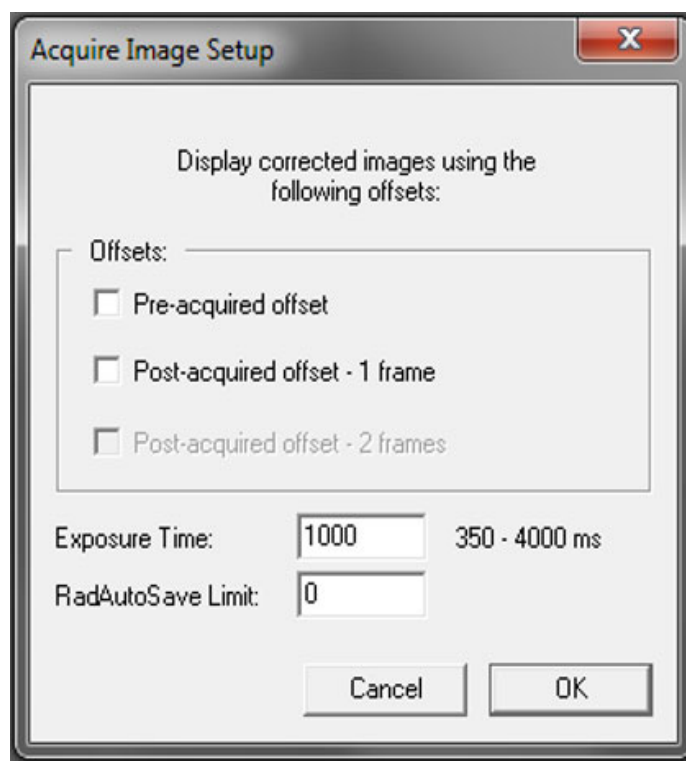 Acquire Image Setup
Display corrected images using the
following offsets:
Offsets:
Pre-acquired offset
Post-acquired offset - 1 frame
Post-acquired offset - 2 frames
Exposure Time: 1000 350 - 4000 ms
RadAutoSave Limit: 0
Cancel OK